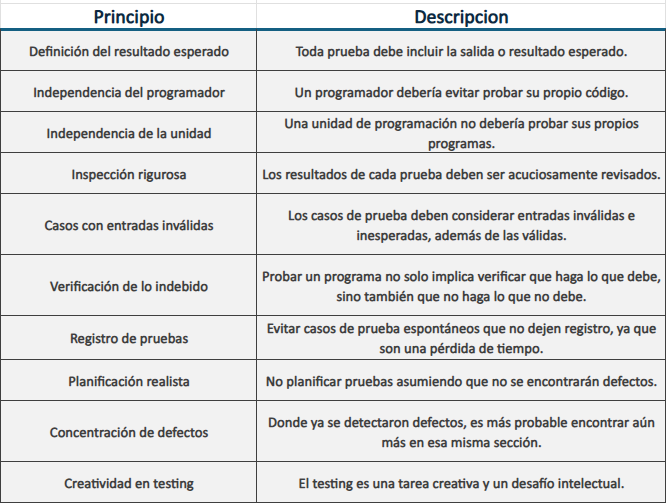 Principio Descripcion
Definición del resultado esperado Toda prueba debe incluir la salida o resultado esperado.
Independencia del programador Un programador debería evitar probar su propio código.
Independencia de la unidad Una unidad de programación no debería probar sus propios
programas.
Inspección rigurosa Los resultados de cada prueba deben ser acuciosamente revisados.
Casos con entradas inválidas Los casos de prueba deben considerar entradas inválidas e
inesperadas, además de las válidas.
Verificación de lo indebido Probar un programa no solo implica verificar que haga lo que debe,
sino también que no haga lo que no debe.
Registro de pruebas Evitar casos de prueba espontáneos que no dejen registro, ya que
son una pérdida de tiempo.
Planificación realista No planificar pruebas asumiendo que no se encontrarán defectos.
Concentración de defectos Donde ya se detectaron defectos, es más probable encontrar aún
más en esa misma sección.
Creatividad en testing El testing es una tarea creativa y un desafío intelectual.